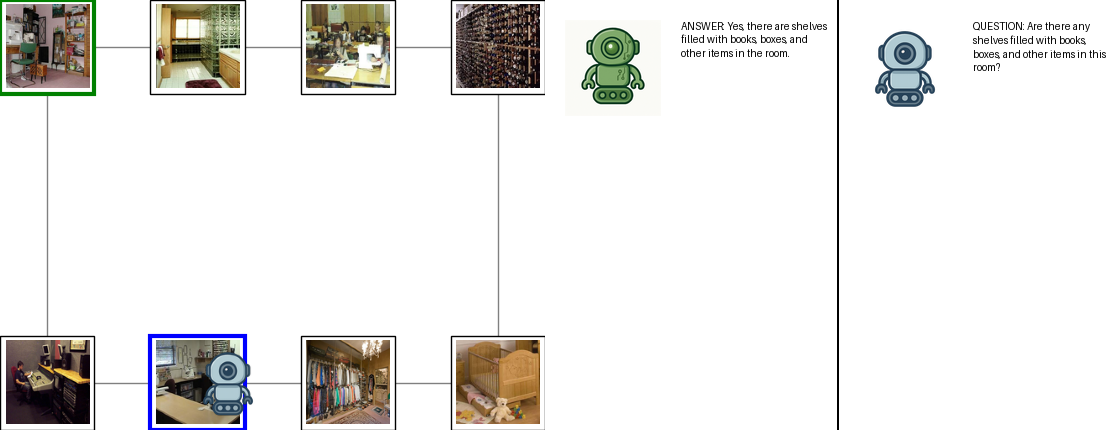 ANSWER: Yes, there are shelves
filled with books, boxes, and
other items in the room.
QUESTION: Are there any
shelves filled with books,
boxes, and other items in this
room?